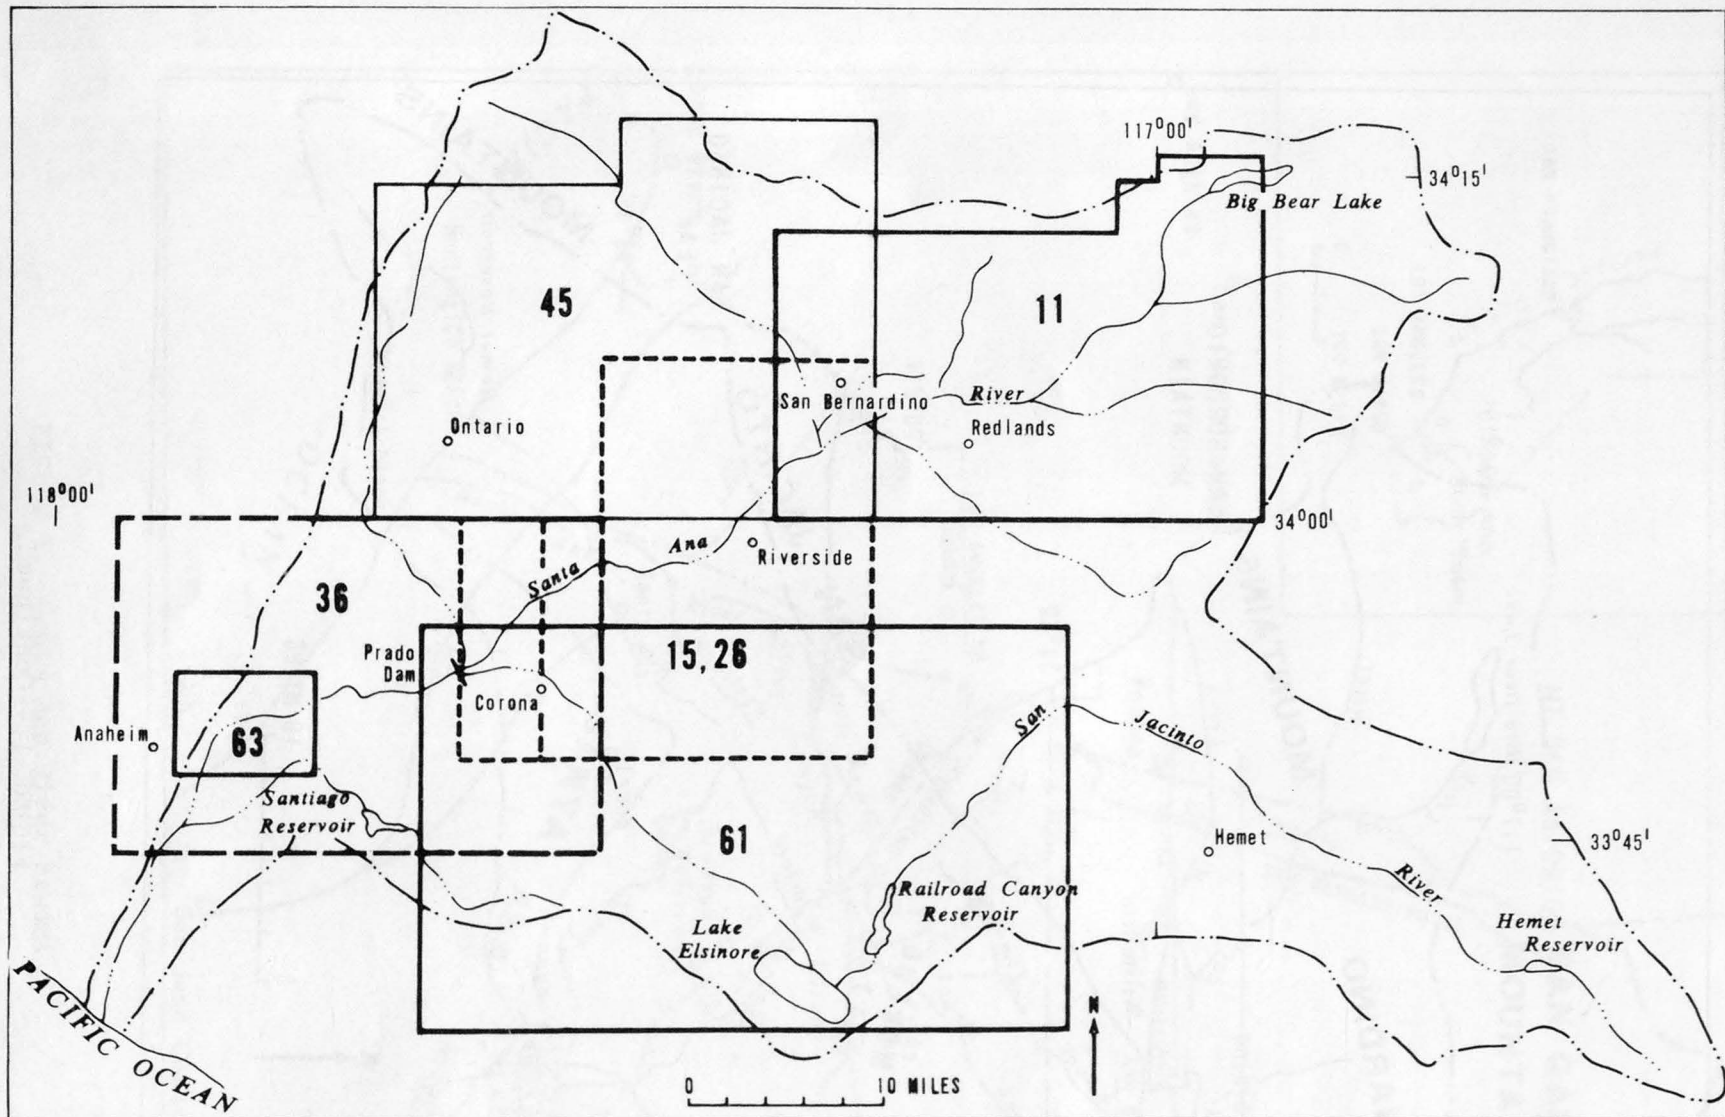 117°00'
34°15'
Big Bear Lake
45
11
San Bernardino
River
Redlands
Ontario
118°00'
34°00'
Ana
Riverside
Santa
36
Prado
Dam
15, 26
Corona
San
Jacinto
Anaheim
63
Santiago
Reservoir
61
Hemet
33°45'
River
Railroad Canyon
Reservoir
Lake
Elsinore
Hemet
Reservoir
PACIFIC OCEAN
N
0 10 MILES